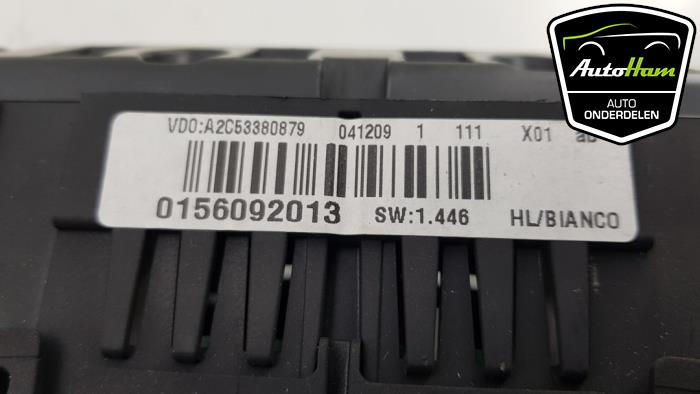 VDO:A2C53380879 041209 1 111 X01
0156092013 SW:1.446 HL/BIANCO
AutoHam
AUTO
ONDERDELEN